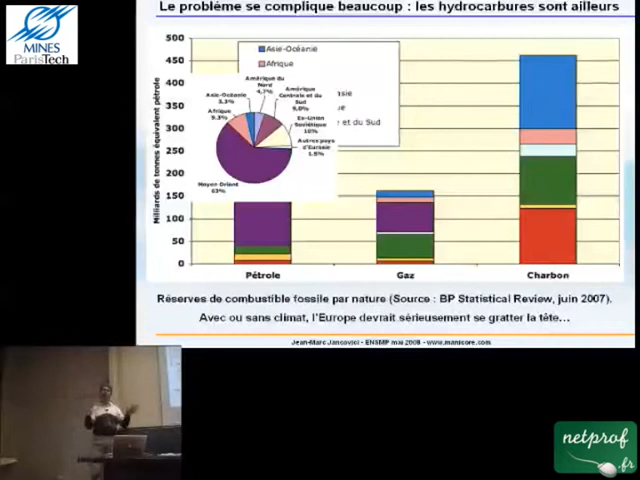 Le problème se complique beaucoup : les hydrocarbures sont ailleurs
MINES
ParisTech
Milliards de tonnes équivalent pétrole
500
450
400
350
300
250
200
150
100
50
0
Asie-Océanie
Afrique
et du Sud
Amérique du
Nord
4,7%
Asie-Océanie
3.3%
Amérique
Centrale et du
Sud
9,0%
Afrique
9.3%
Ex-Union
Soviétique
10%
Autres pays
d'Eurasie
1.5%
Moyen-Orient
63%
Pétrole
Gaz
Charbon
Réserves de combustible fossile par nature (Source : BP Statistical Review, juin 2007).
Avec ou sans climat, l'Europe devrait sérieusement se gratter la tête...
Jean-Marc Jancovici - ENSMP mai 2008 - www.manicore.com
netprof
.fr